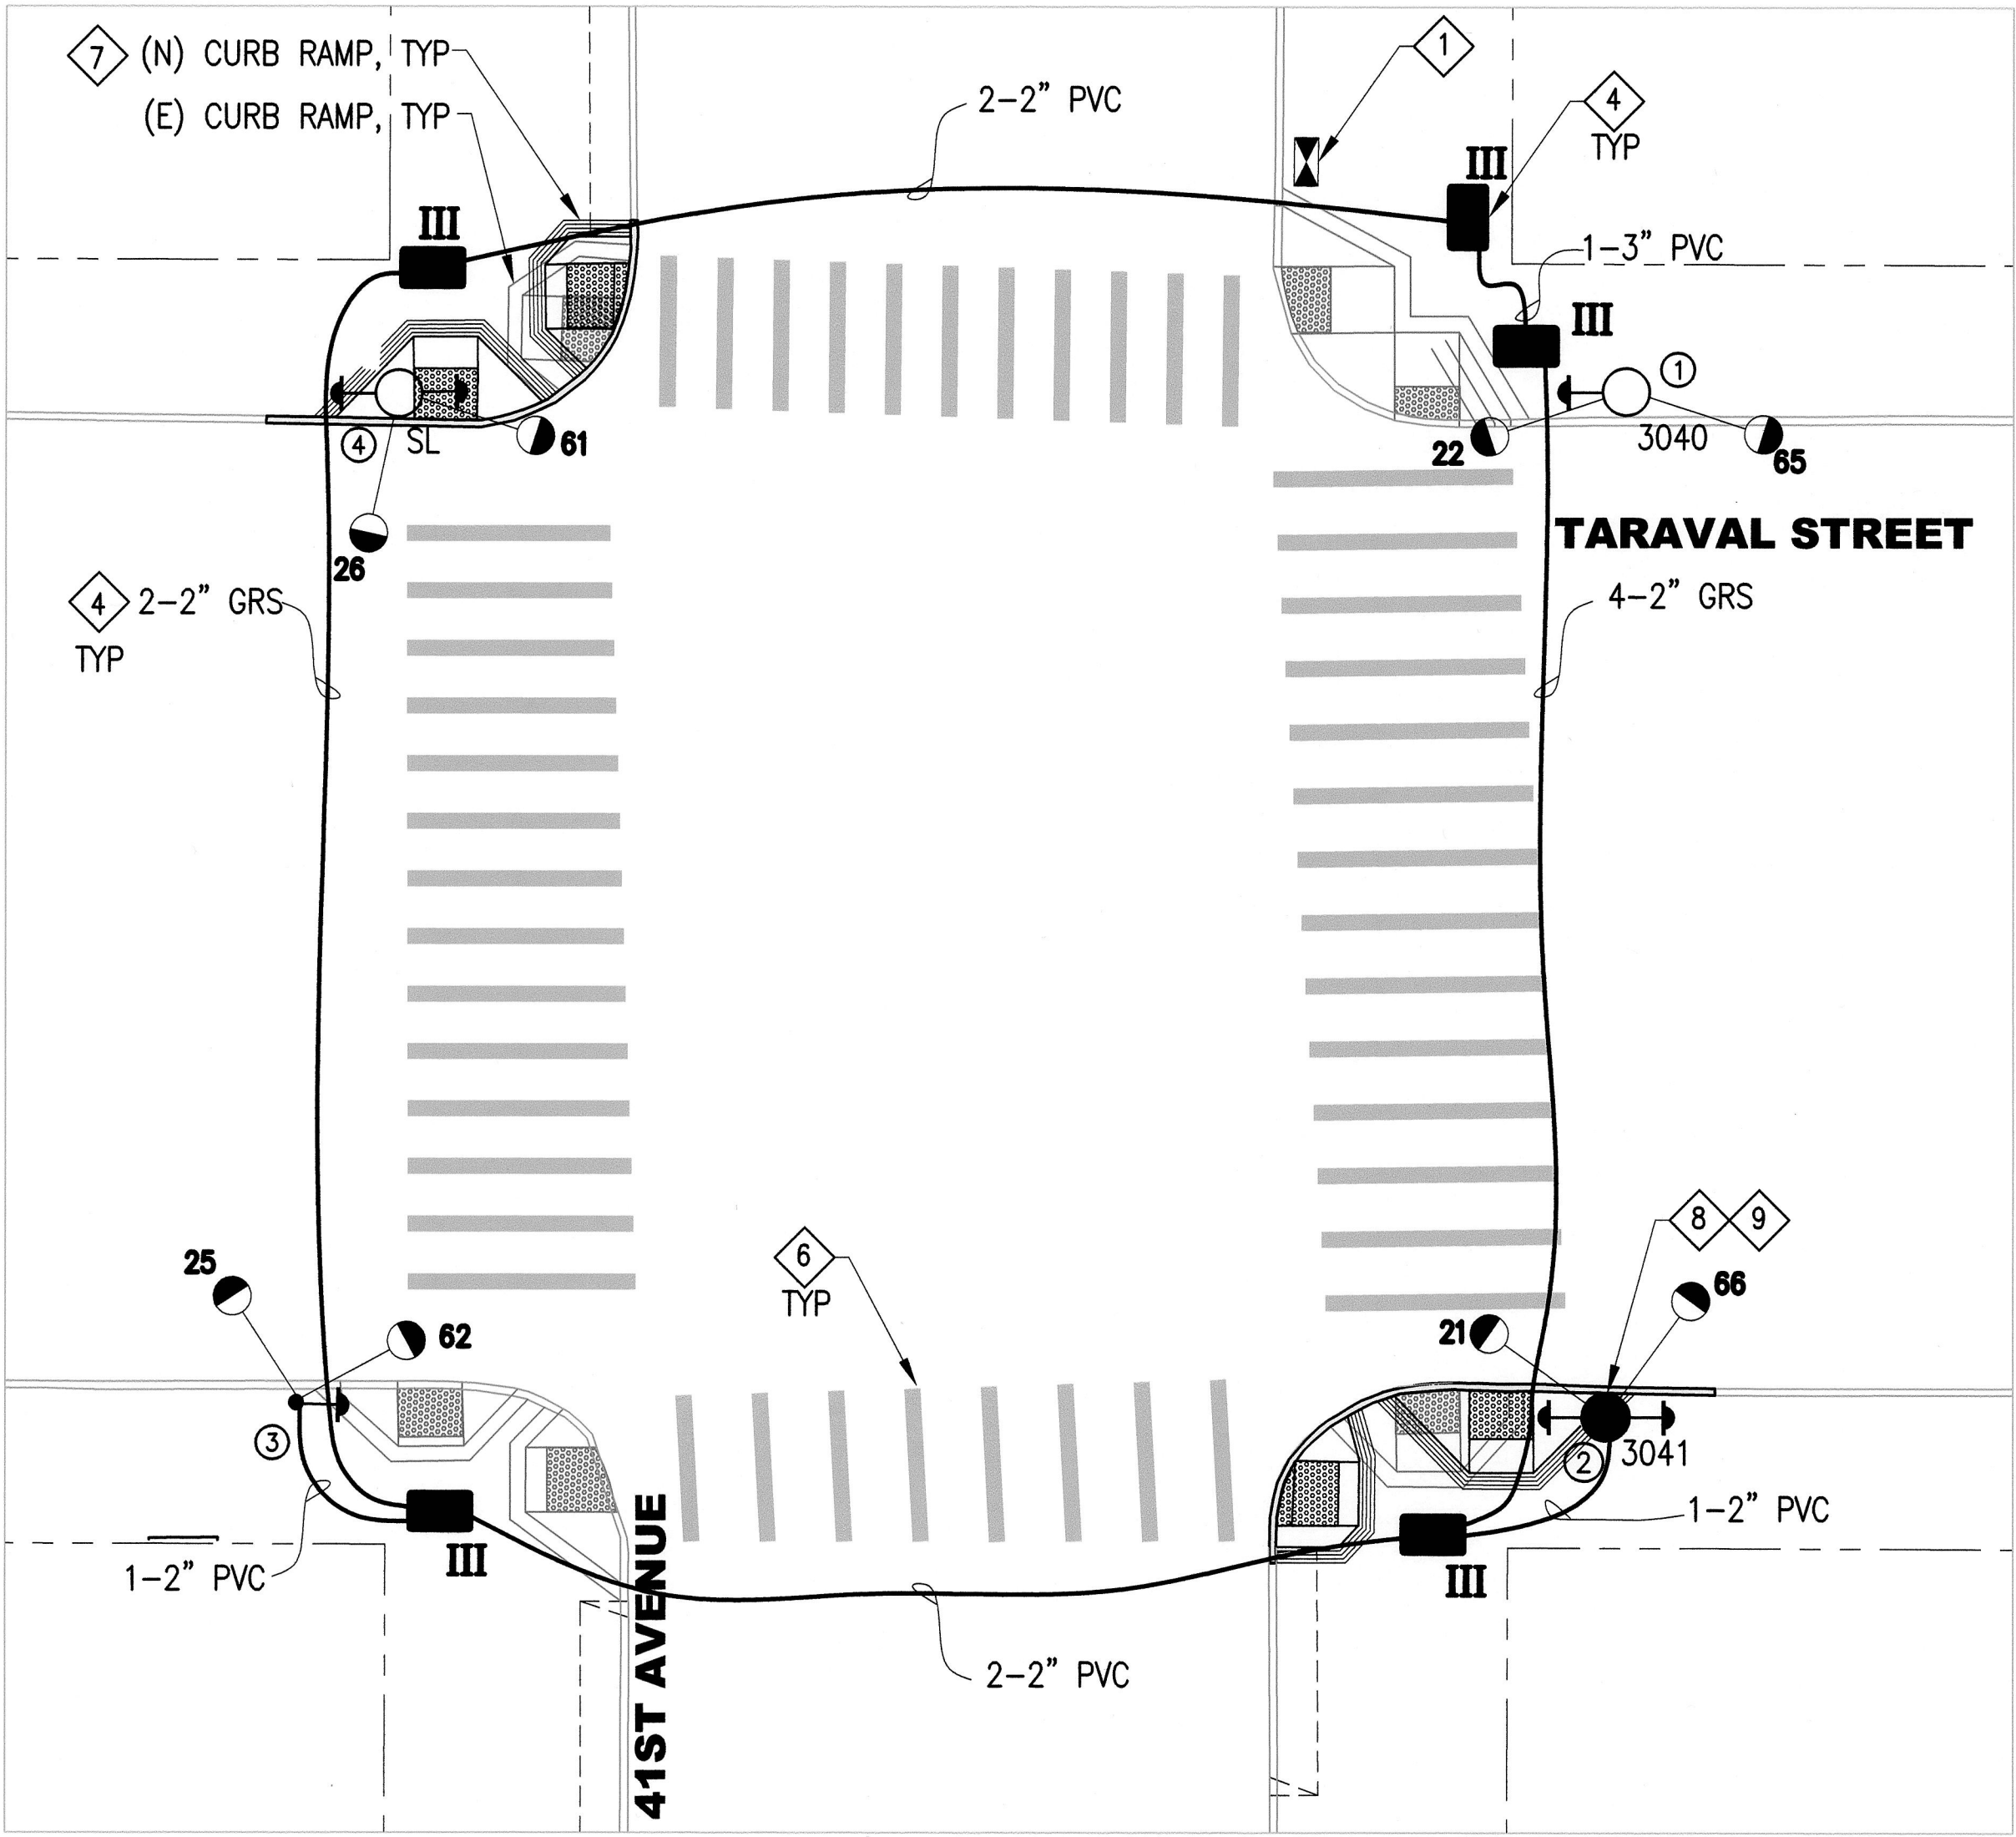 7 (N) CURB RAMP, TYP
(E) CURB RAMP, TYP
2-2" PVC
1
4
TYP
III
III
1-3" PVC
III
1
4
SL
61
22
3040
65
26
TARAVAL STREET
4 2-2" GRS
TYP
4-2" GRS
8 9
6
TYP
25
62
66
21
3
2
3041
1-2" PVC
III
1-2" PVC
III
2-2" PVC
41ST AVENUE